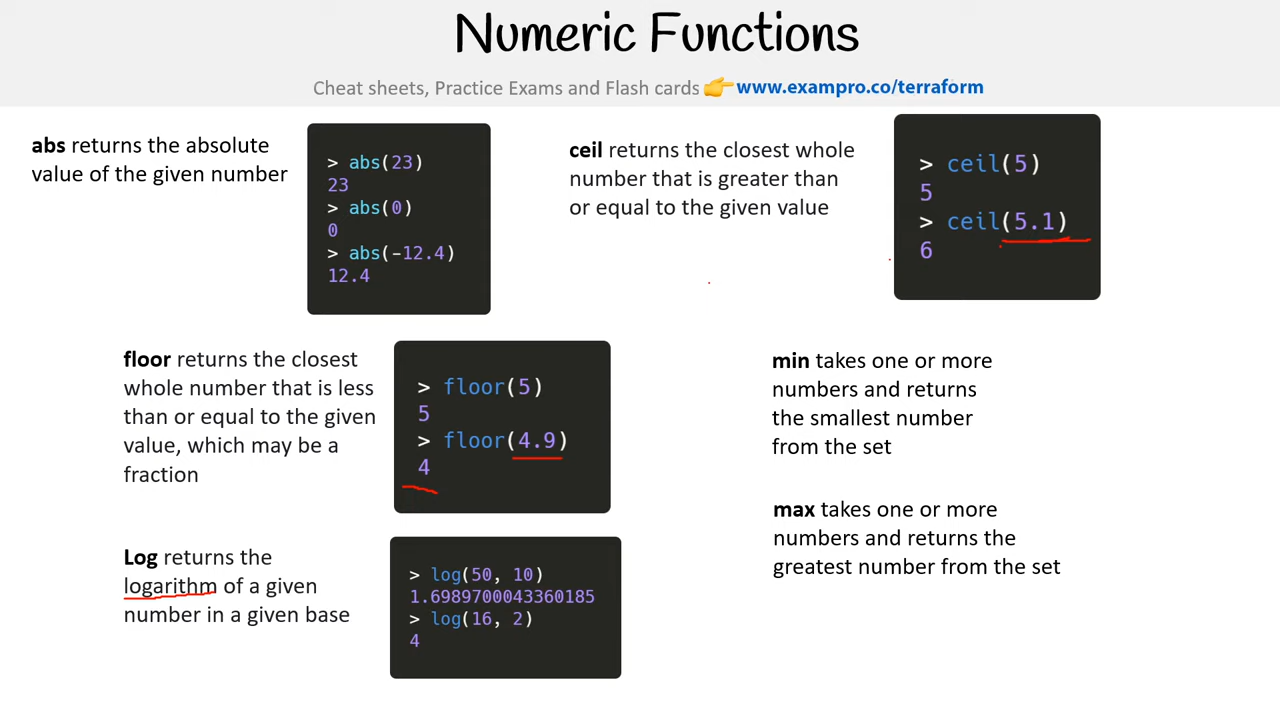 Numeric Functions
Cheat sheets, Practice Exams and Flash cards 👉 www.exampro.co/terraform
abs returns the absolute
value of the given number
> abs(23)
23
> abs(0)
0
> abs(-12.4)
12.4
ceil returns the closest whole
number that is greater than
or equal to the given value
> ceil(5)
5
> ceil(5.1)
6
floor returns the closest
whole number that is less
than or equal to the given
value, which may be a
fraction
> floor(5)
5
> floor(4.9)
4
min takes one or more
numbers and returns
the smallest number
from the set
max takes one or more
numbers and returns the
greatest number from the set
Log returns the
logarithm of a given
number in a given base
> log(50, 10)
1.6989700043360185
> log(16, 2)
4